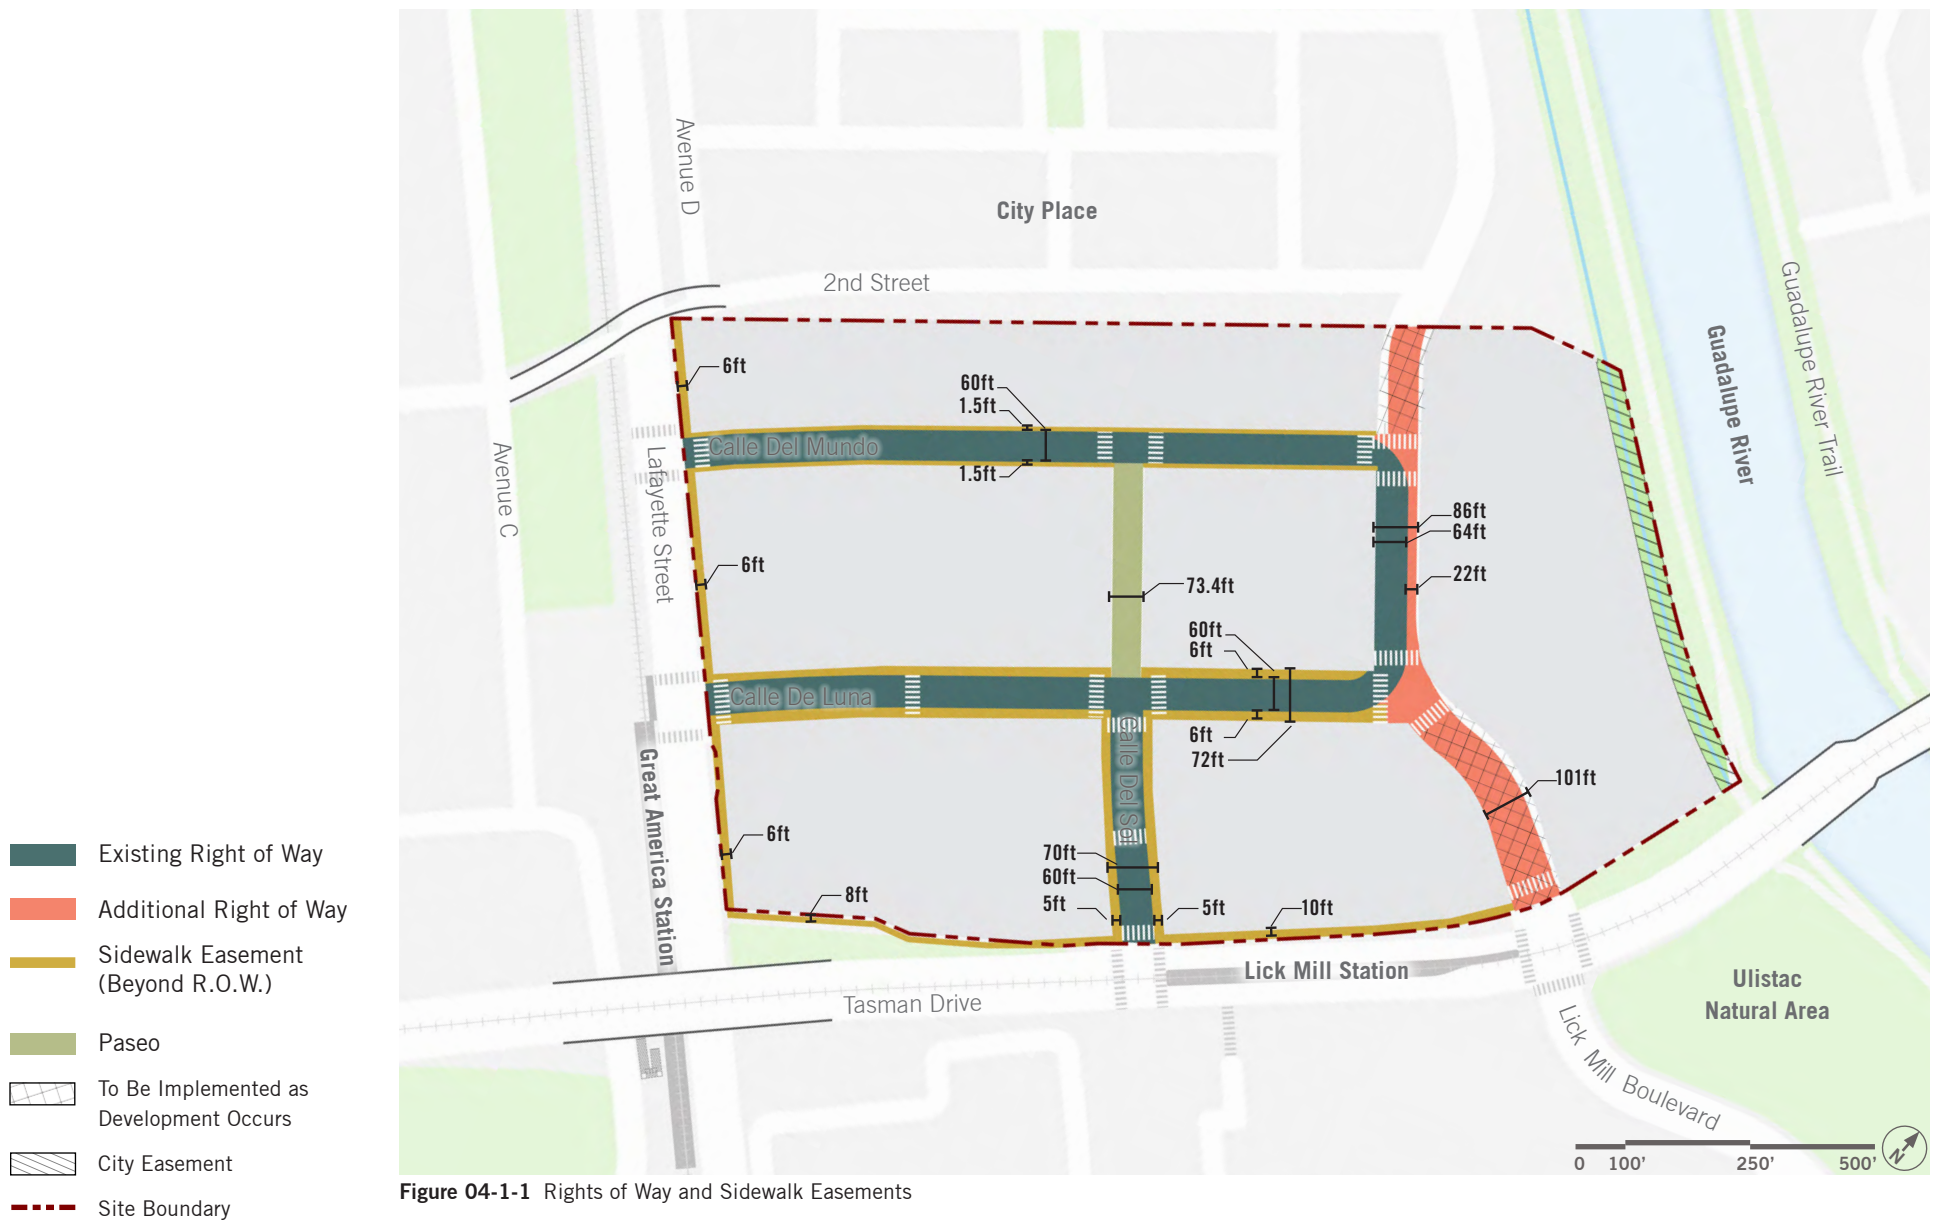 Avenue D
City Place
2nd Street
Guadalupe River Trail
Guadalupe River
6ft
60ft
1.5ft
Calle Del Mundo
1.5ft
Avenue C
Lafayette Street
86ft
64ft
6ft
22ft
73.4ft
60ft
6ft
Calle De Luna
6ft
72ft
Calle Del Sol
Great America Station
101ft
6ft
70ft
60ft
8ft
5ft
5ft
10ft
Lick Mill Station
Tasman Drive
Ulistac
Natural Area
Lick Mill Boulevard
0 100’ 250’ 500’
N
Existing Right of Way
Additional Right of Way
Sidewalk Easement
(Beyond R.O.W.)
Paseo
To Be Implemented as
Development Occurs
City Easement
Site Boundary
Figure 04-1-1 Rights of Way and Sidewalk Easements